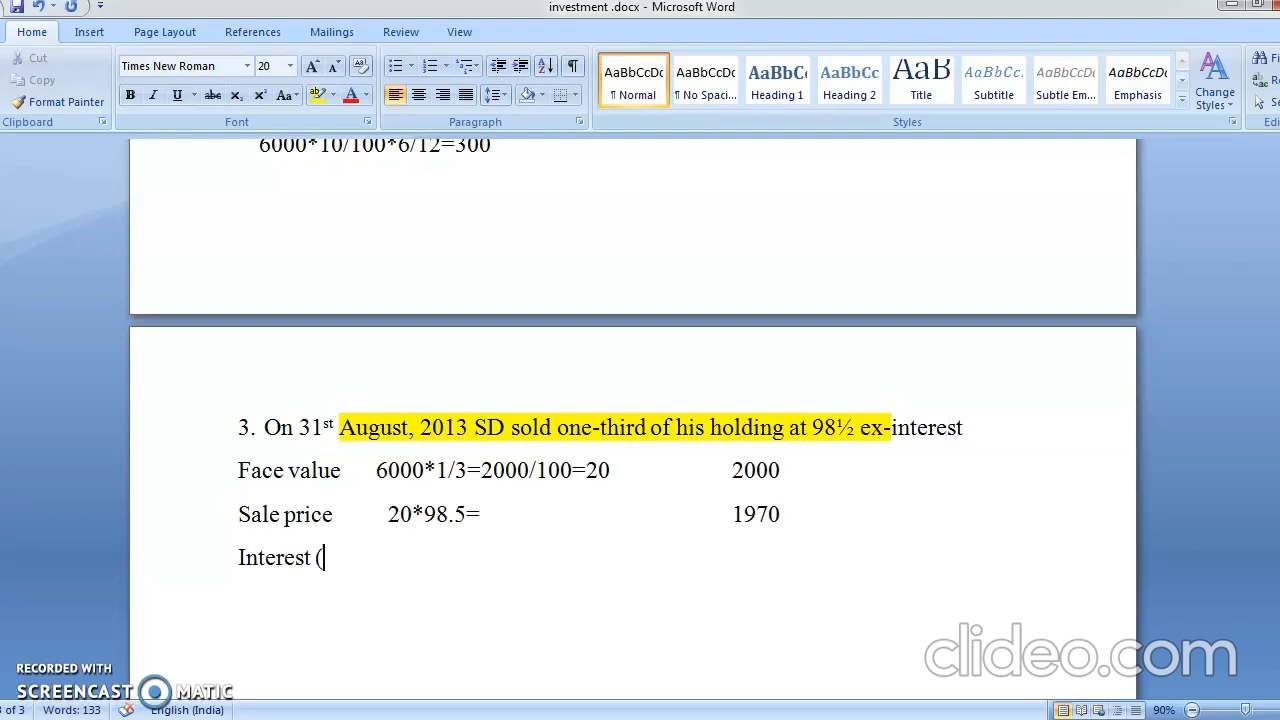 investment .docx - Microsoft Word
Home Insert Page Layout References Mailings Review View
Cut
Copy
Format Painter
Clipboard
Times New Roman 20
Font
Paragraph
AaBbCcDc AaBbCcDc AaBbCc AaBbCc AaB AaBbCc. AaBbCcDc AaBbCcDc
¶ Normal ¶ No Spaci... Heading 1 Heading 2 Title Subtitle Subtle Em... Emphasis
Change Styles
Styles
6000*10/100*6/12=300
3. On 31st August, 2013 SD sold one-third of his holding at 98½ ex-interest
Face value 6000*1/3=2000/100=20 2000
Sale price 20*98.5= 1970
Interest (
clideo.com
RECORDED WITH
SCREENCAST MATIC
of 3 Words: 133 English (India) 90%